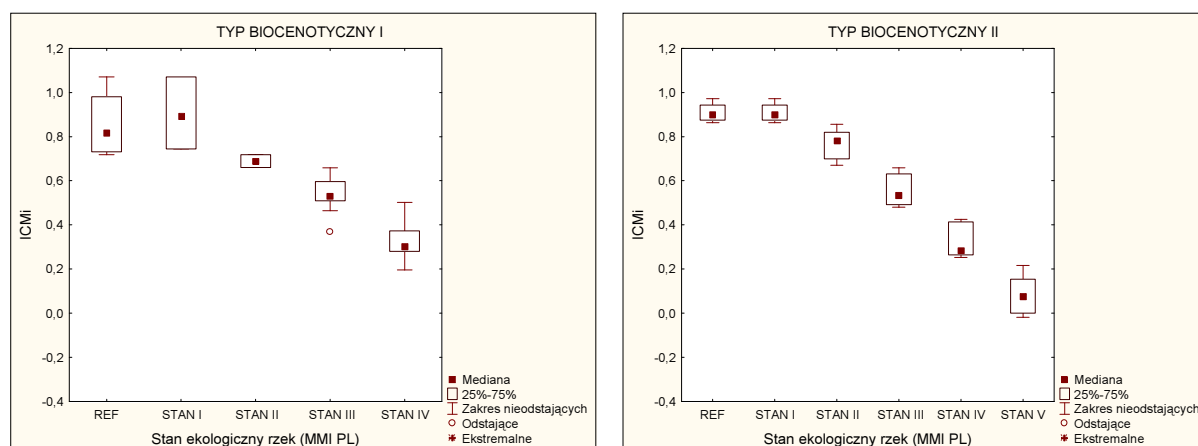 TYP BIOCENOTYCZNY I
1,2
1,0
0,8
0,6
0,4
0,2
0,0
-0,2
-0,4
ICMi
REF STAN I STAN II STAN III STAN IV
Stan ekologiczny rzek (MMI PL)
Mediana
25%-75%
Zakres nieodstających
Odstające
Ekstremalne
TYP BIOCENOTYCZNY II
1,2
1,0
0,8
0,6
0,4
0,2
0,0
-0,2
-0,4
ICMi
REF STAN I STAN II STAN III STAN IV STAN V
Stan ekologiczny rzek (MMI PL)
Mediana
25%-75%
Zakres nieodstających
Odstające
Ekstremalne